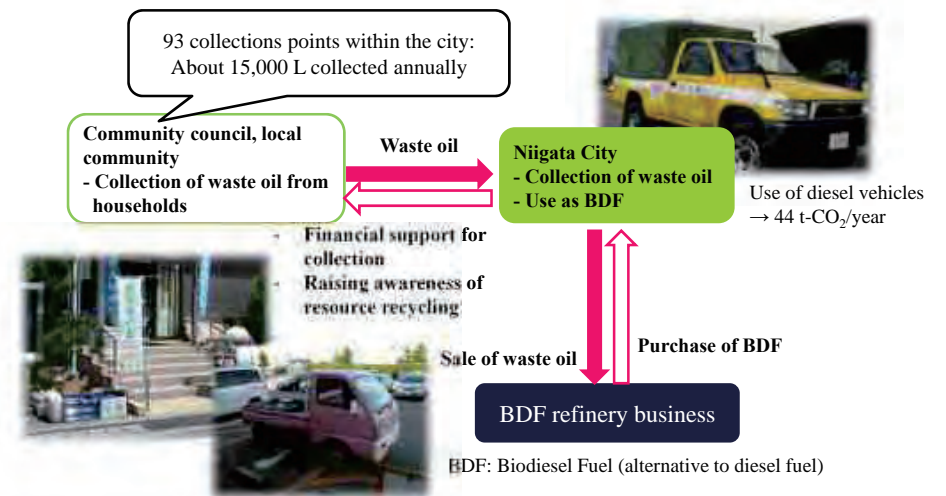 93 collections points within the city:
About 15,000 L collected annually
Community council, local
community
- Collection of waste oil from
households
Waste oil
Niigata City
- Collection of waste oil
- Use as BDF
Use of diesel vehicles
→ 44 t-CO₂/year
- Financial support for
collection
- Raising awareness of
resource recycling
Sale of waste oil
Purchase of BDF
BDF refinery business
BDF: Biodiesel Fuel (alternative to diesel fuel)